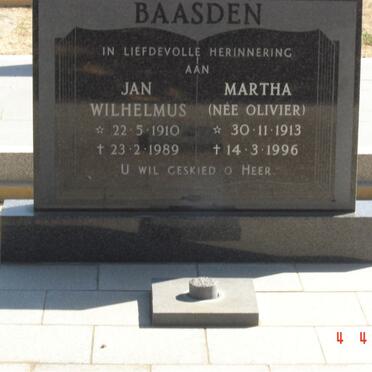 BAASDEN
IN LIEFDEVOLLE HERINNERING
AAN
JAN
WILHELMUS
☆ 22·5·1910
✝ 23·2·1989
MARTHA
(NÉE OLIVIER)
☆ 30·11·1913
✝ 14·3·1996
U WIL GESKIED O HEER.
4 4